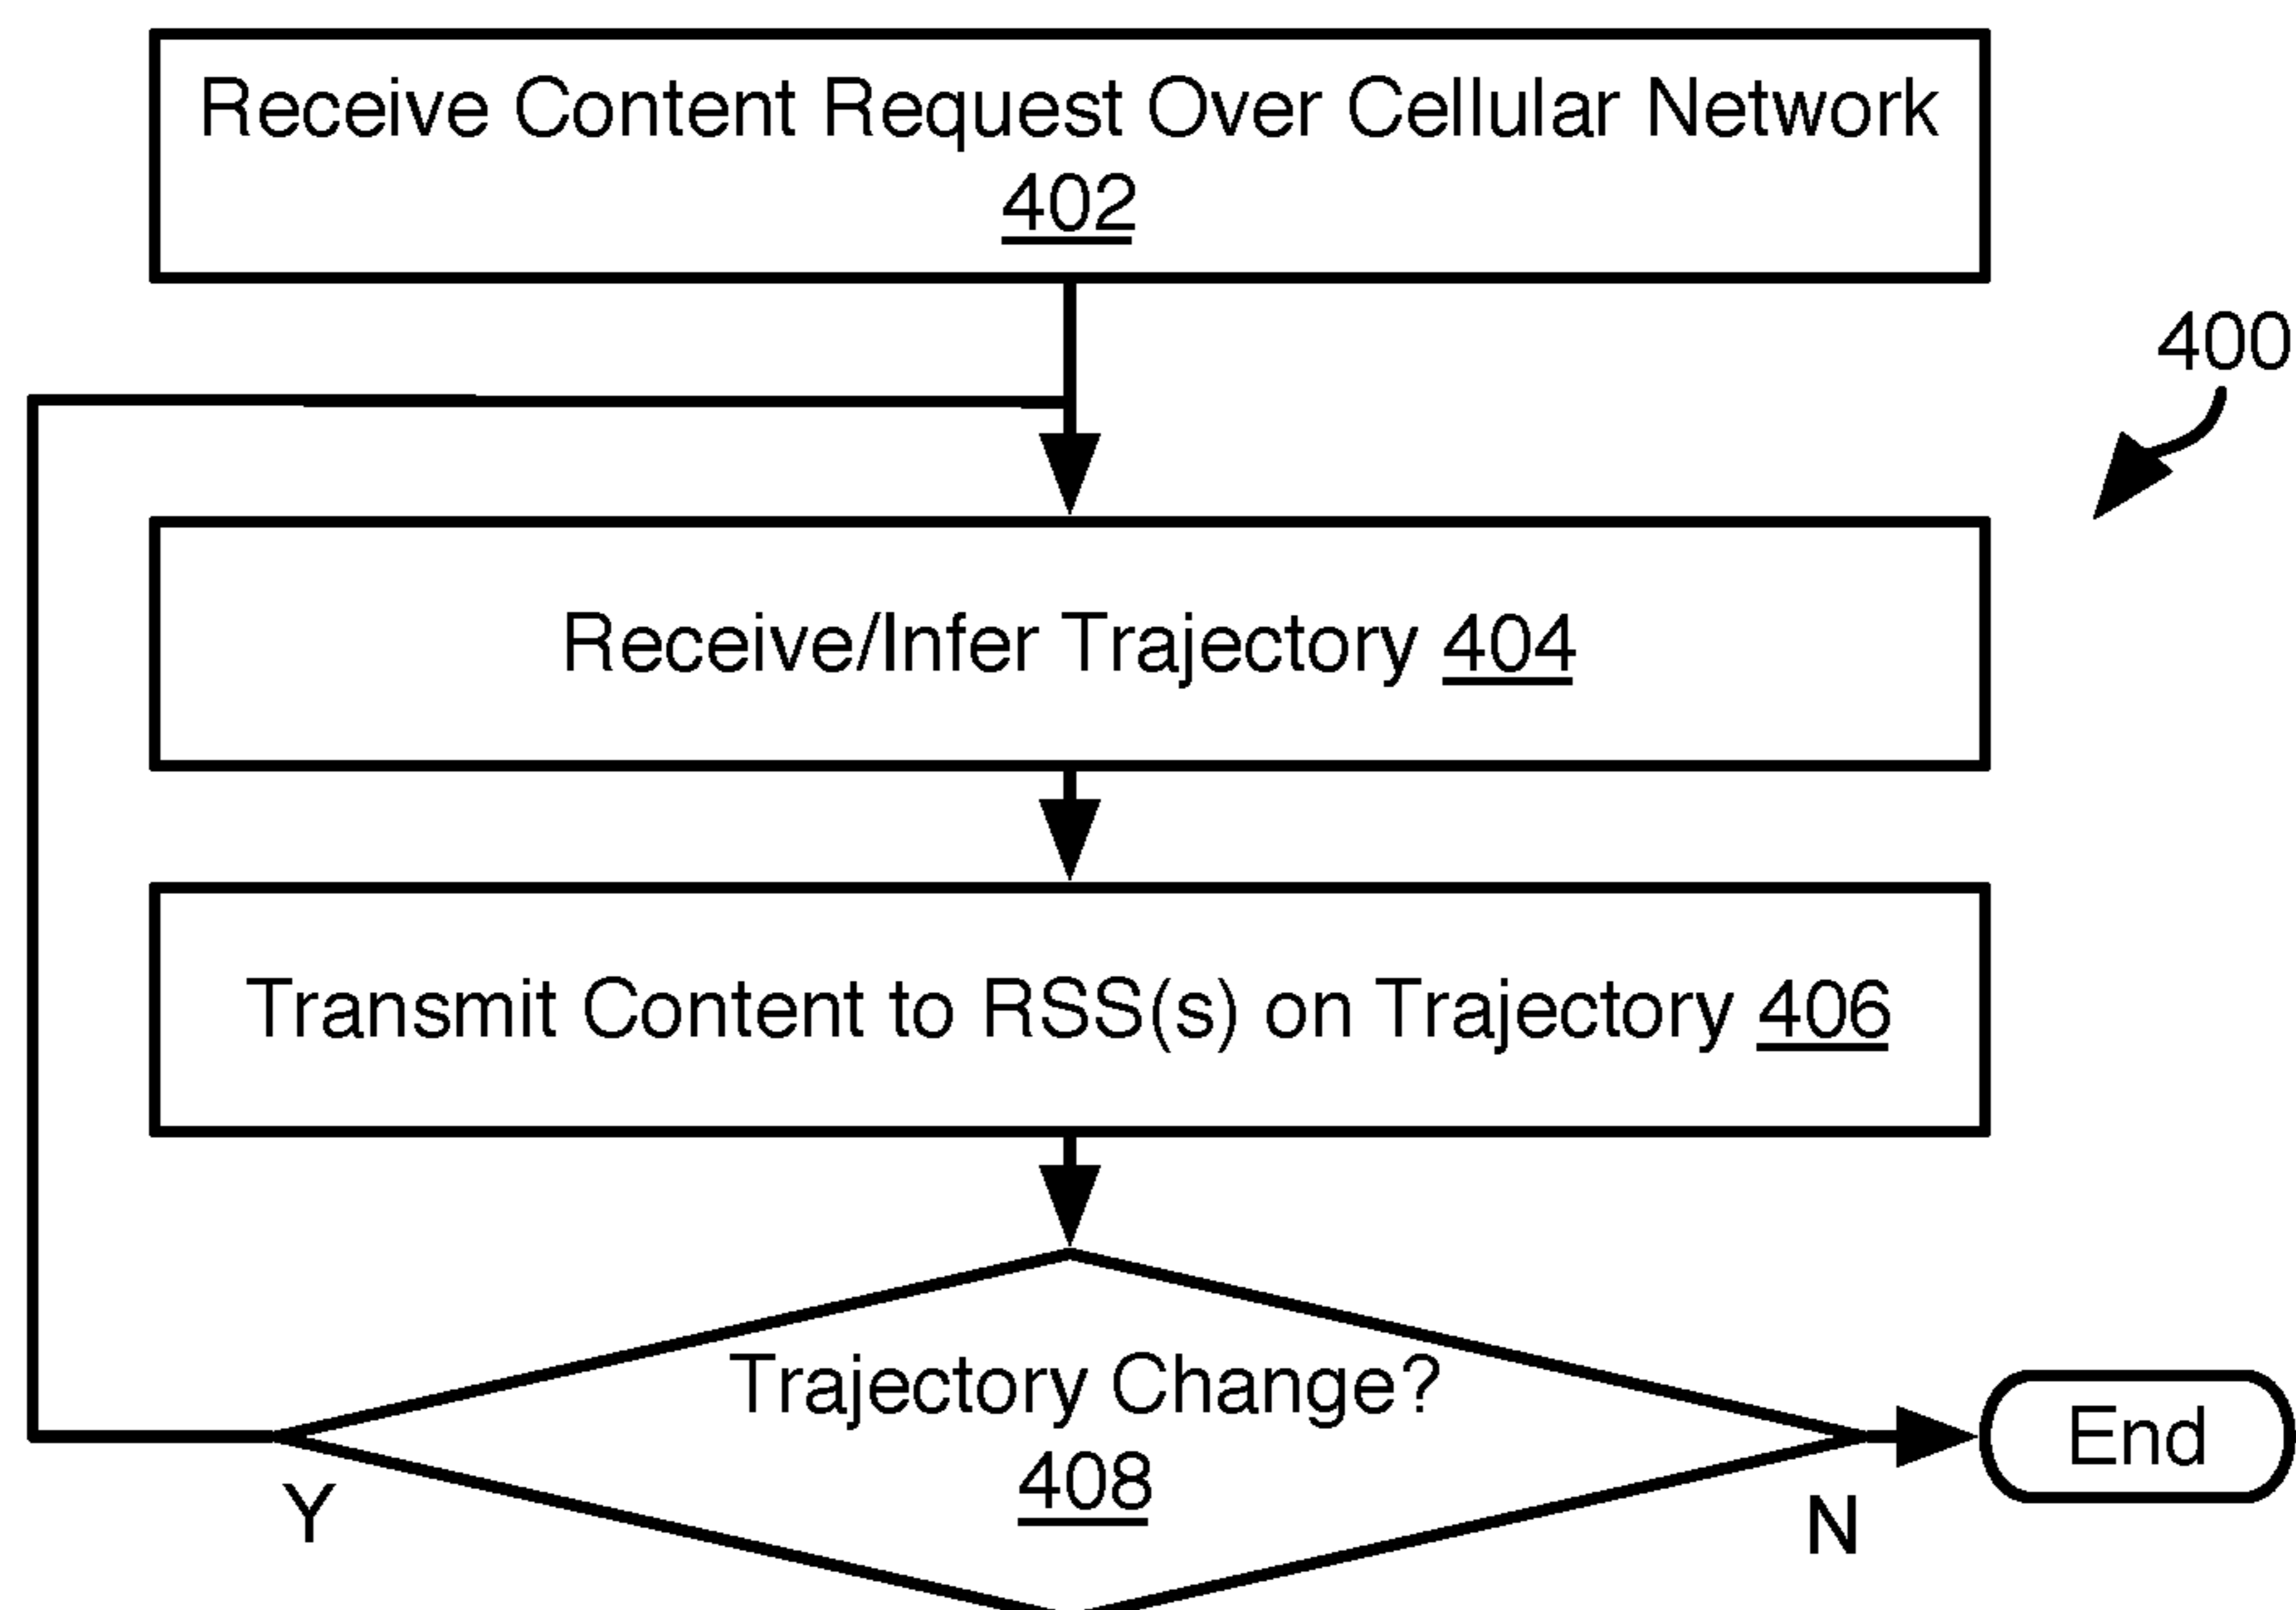 Receive Content Request Over Cellular Network
402
400
Receive/Infer Trajectory 404
Transmit Content to RSS(s) on Trajectory 406
Trajectory Change?
408
End
Y
N